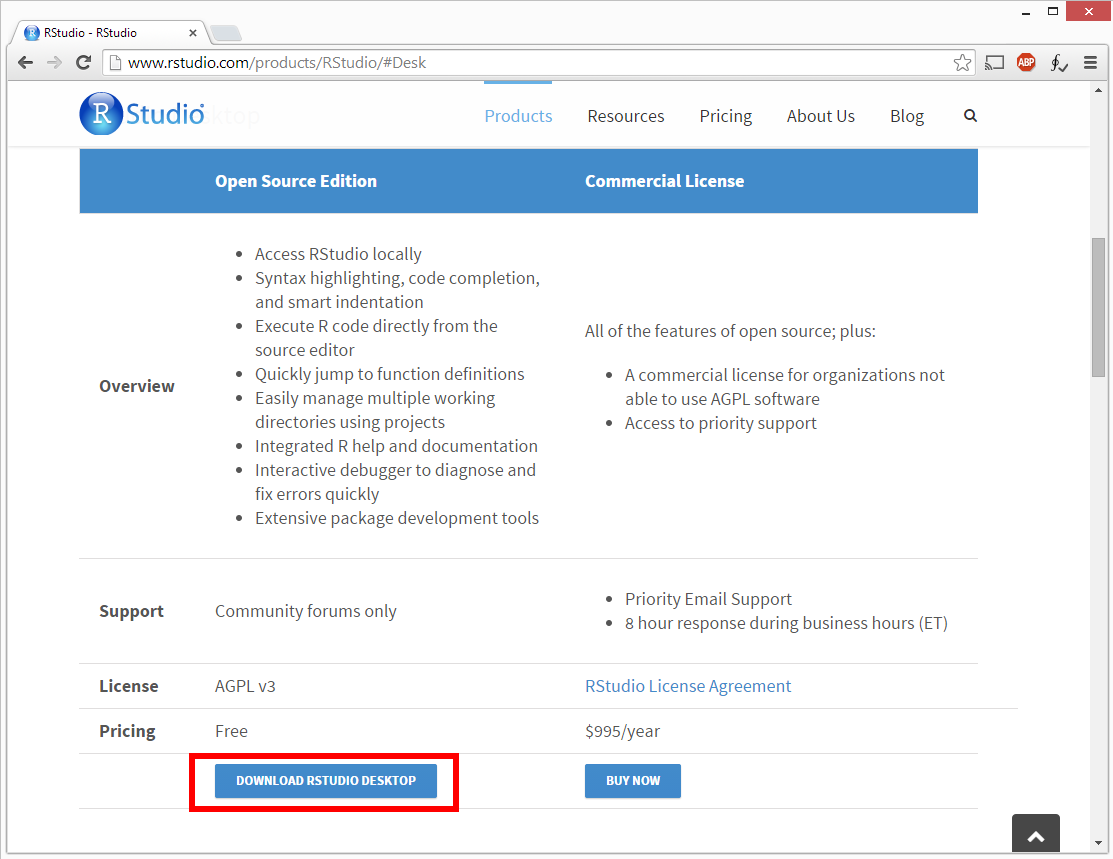 RStudio - RStudio
www.rstudio.com/products/RStudio/#Desk
ABP
R Studio
ktop
Products
Resources
Pricing
About Us
Blog
Open Source Edition
Commercial License
Overview
Access RStudio locally
Syntax highlighting, code completion,
and smart indentation
Execute R code directly from the
source editor
Quickly jump to function definitions
Easily manage multiple working
directories using projects
Integrated R help and documentation
Interactive debugger to diagnose and
fix errors quickly
Extensive package development tools
All of the features of open source; plus:
A commercial license for organizations not
able to use AGPL software
Access to priority support
Support
Community forums only
Priority Email Support
8 hour response during business hours (ET)
License
AGPL v3
RStudio License Agreement
Pricing
Free
$995/year
DOWNLOAD RSTUDIO DESKTOP
BUY NOW